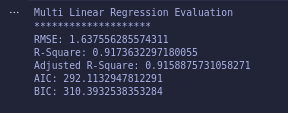 ... Multi Linear Regression Evaluation
********************
RMSE: 1.637556285574311
R-Square: 0.9173632297180055
Adjusted R-Square: 0.9158875731058271
AIC: 292.1132947812291
BIC: 310.3932538353284